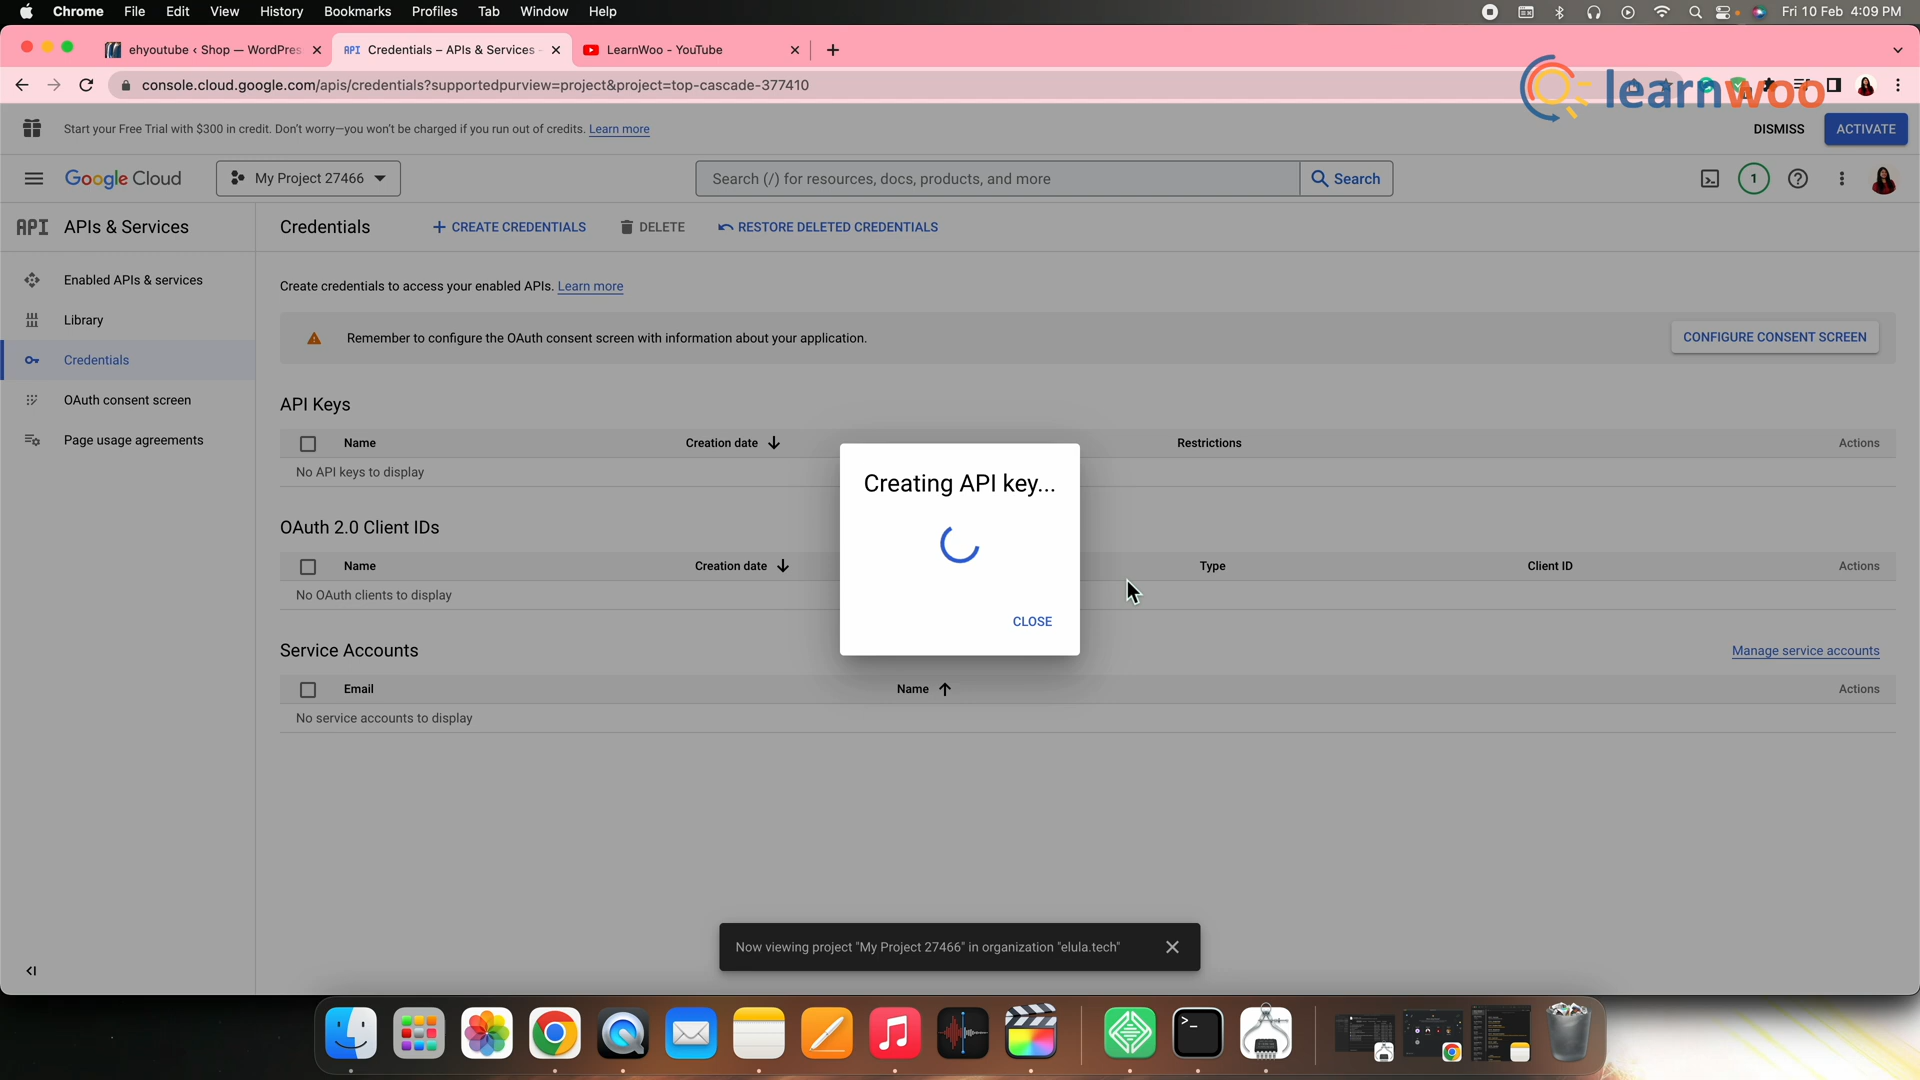 Chrome File Edit View History Bookmarks Profiles Tab Window Help Fri 10 Feb 4:09 PM
ehyoutube ‹ Shop — WordPres
API Credentials – APIs & Services -
LearnWoo - YouTube
console.cloud.google.com/apis/credentials?supportedpurview=project&project=top-cascade-377410
learnwoo
Start your Free Trial with $300 in credit. Don't worry—you won't be charged if you run out of credits. Learn more
DISMISS
ACTIVATE
Google Cloud
My Project 27466
Search (/) for resources, docs, products, and more
Search
1
API APIs & Services
Credentials
CREATE CREDENTIALS
DELETE
RESTORE DELETED CREDENTIALS
Enabled APIs & services
Library
Credentials
OAuth consent screen
Page usage agreements
Create credentials to access your enabled APIs. Learn more
Remember to configure the OAuth consent screen with information about your application.
CONFIGURE CONSENT SCREEN
API Keys
Name Creation date Restrictions Actions
No API keys to display
Creating API key...
CLOSE
OAuth 2.0 Client IDs
Name Creation date Type Client ID Actions
No OAuth clients to display
Service Accounts
Manage service accounts
Email Name Actions
No service accounts to display
Now viewing project "My Project 27466" in organization "elula.tech"